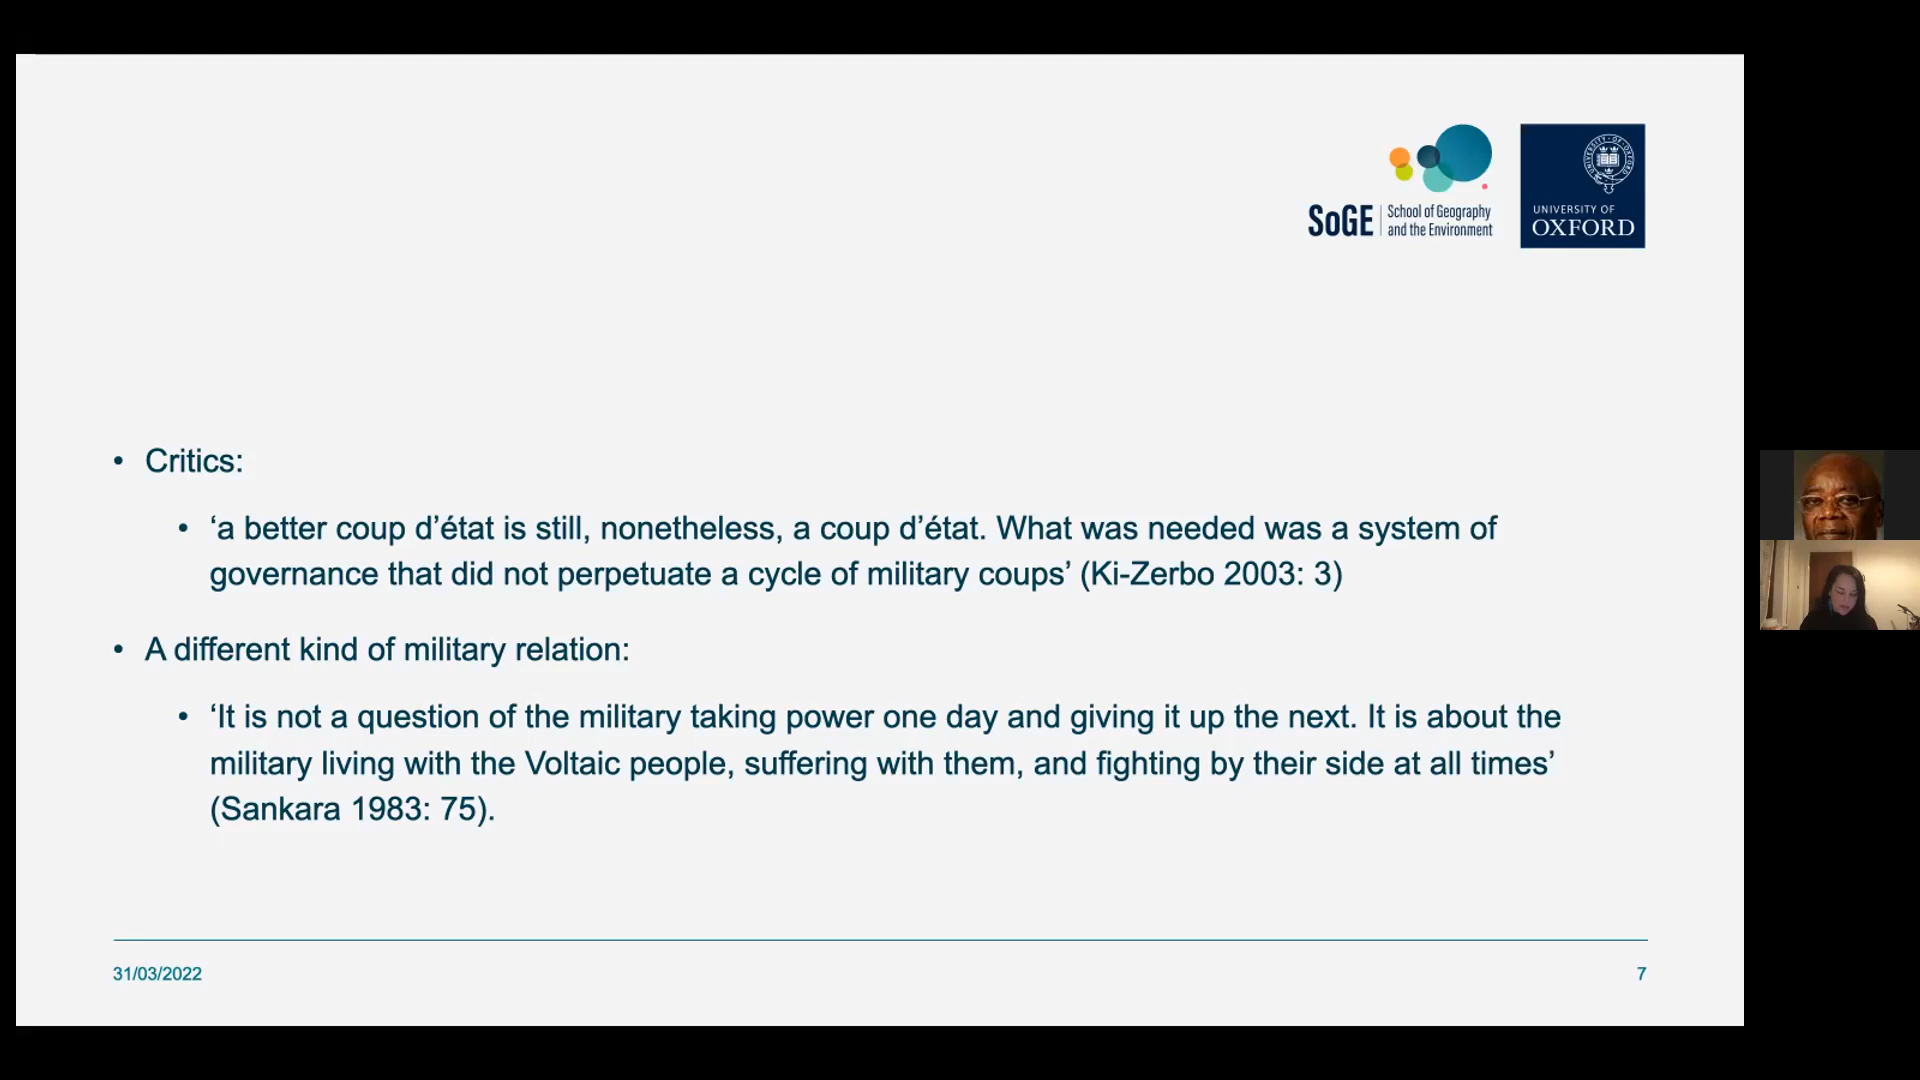 SoGE School of Geography
and the Environment
UNIVERSITY OF OXFORD
UNIVERSITY OF
OXFORD
• Critics:
• ‘a better coup d’état is still, nonetheless, a coup d’état. What was needed was a system of
governance that did not perpetuate a cycle of military coups’ (Ki-Zerbo 2003: 3)
• A different kind of military relation:
• ‘It is not a question of the military taking power one day and giving it up the next. It is about the
military living with the Voltaic people, suffering with them, and fighting by their side at all times’
(Sankara 1983: 75).
31/03/2022
7